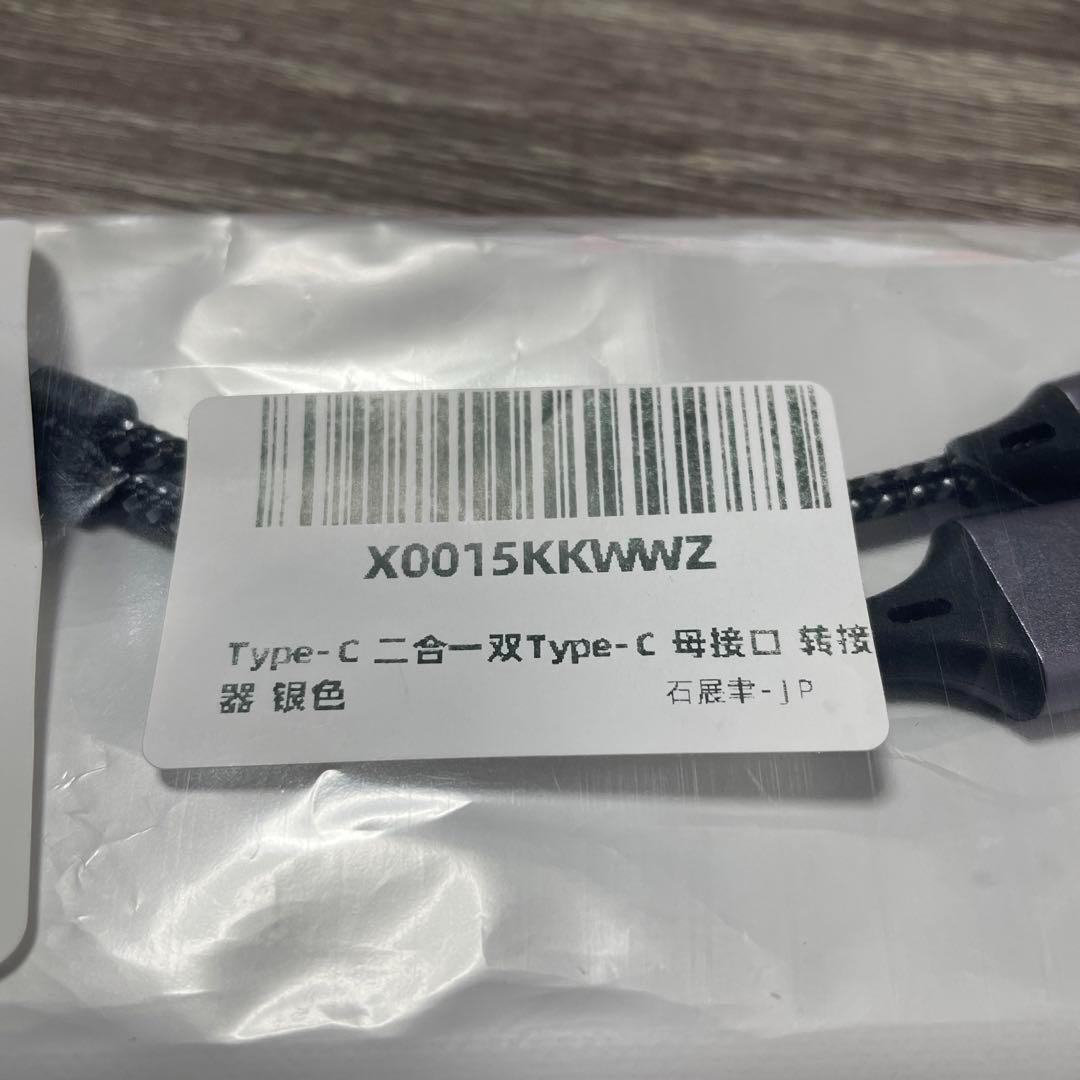 X0015KKWWZ
Type-C 二合一双Type-C 母接口 转接
器 银色
石展聿-JP